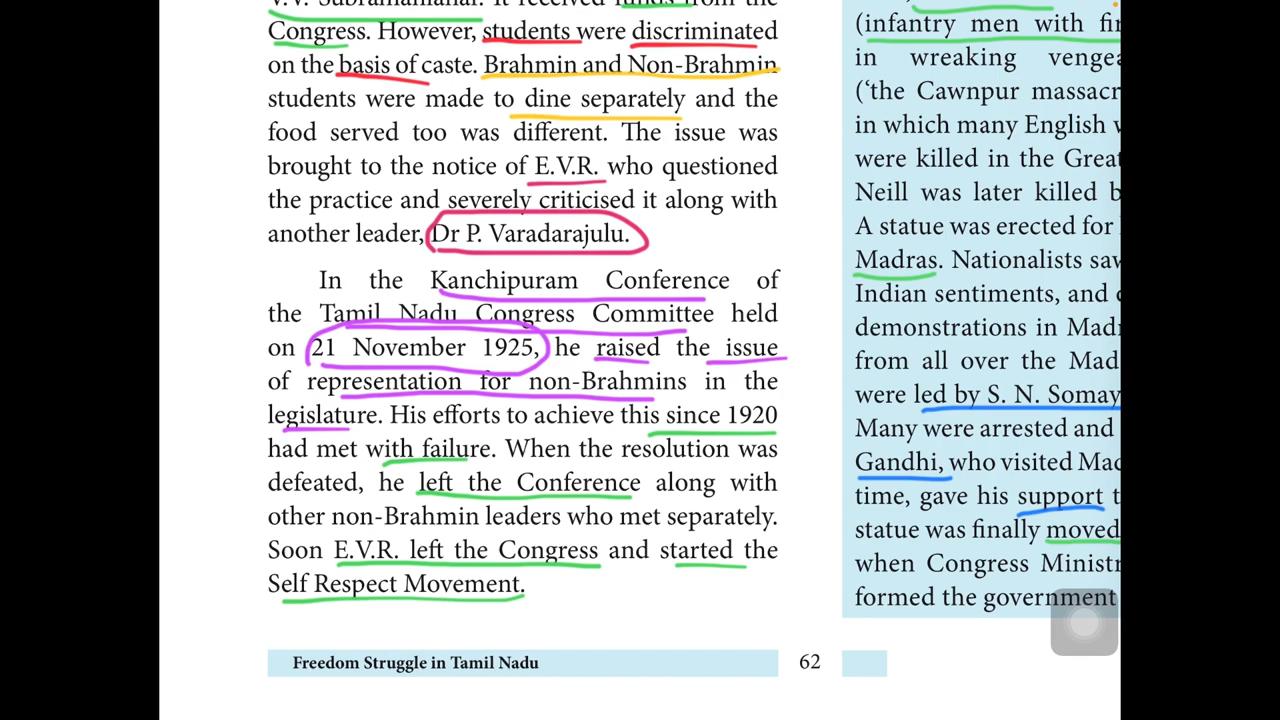 V.V. Subramaniar. It received funds from the
Congress. However, students were discriminated
on the basis of caste. Brahmin and Non-Brahmin
students were made to dine separately and the
food served too was different. The issue was
brought to the notice of E.V.R. who questioned
the practice and severely criticised it along with
another leader, Dr P. Varadarajulu.
In the Kanchipuram Conference of
the Tamil Nadu Congress Committee held
on 21 November 1925, he raised the issue
of representation for non-Brahmins in the
legislature. His efforts to achieve this since 1920
had met with failure. When the resolution was
defeated, he left the Conference along with
other non-Brahmin leaders who met separately.
Soon E.V.R. left the Congress and started the
Self Respect Movement.
(infantry men with
in wreaking
('the Cawnpur
in which many English
were killed in the
Neill was later killed
A statue was erected for
Madras. Nationalists
Indian sentiments, and
demonstrations in
from all over the
were led by S. N.
Many were arrested and
Gandhi, who visited
time, gave his support
statue was finally moved
when Congress
formed the government
Freedom Struggle in Tamil Nadu
62